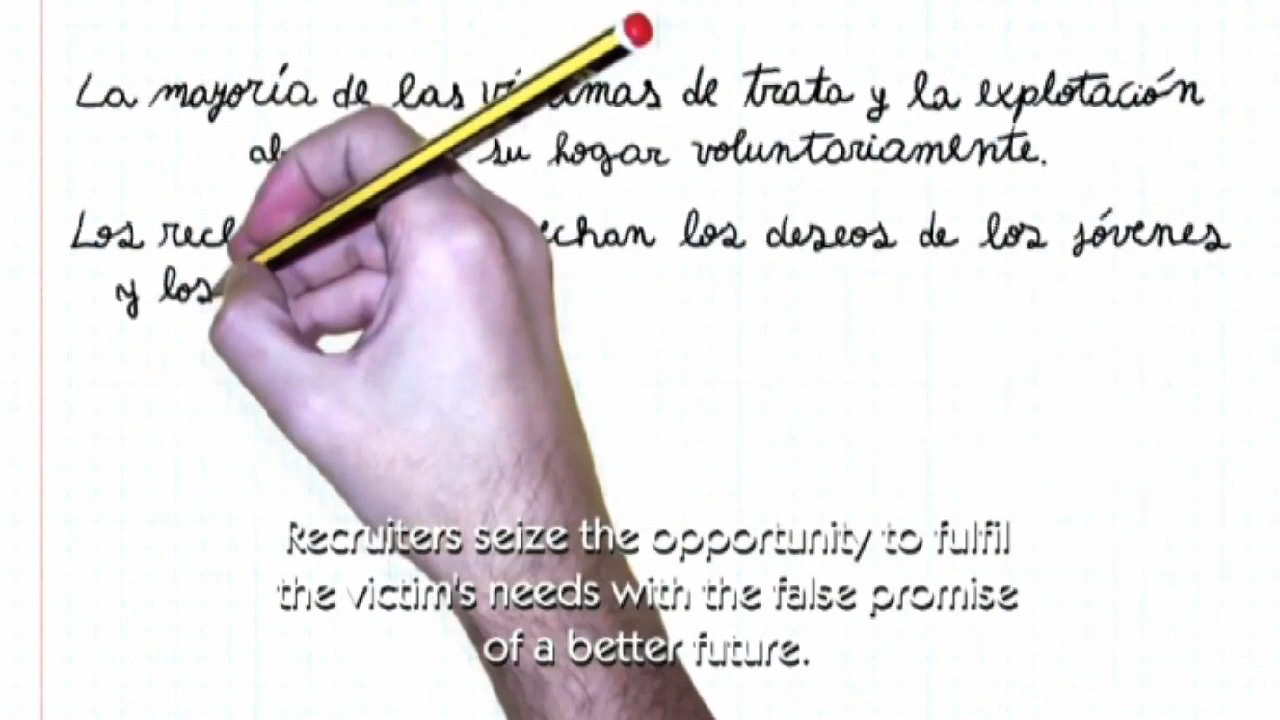 La mayoría de las de trata y la explotación
su hogar voluntariamente.
Los los deseos de los jóvenes
y los
Recruiters seize the opportunity to fulfil
the victim's needs with the false promise
of a better future.